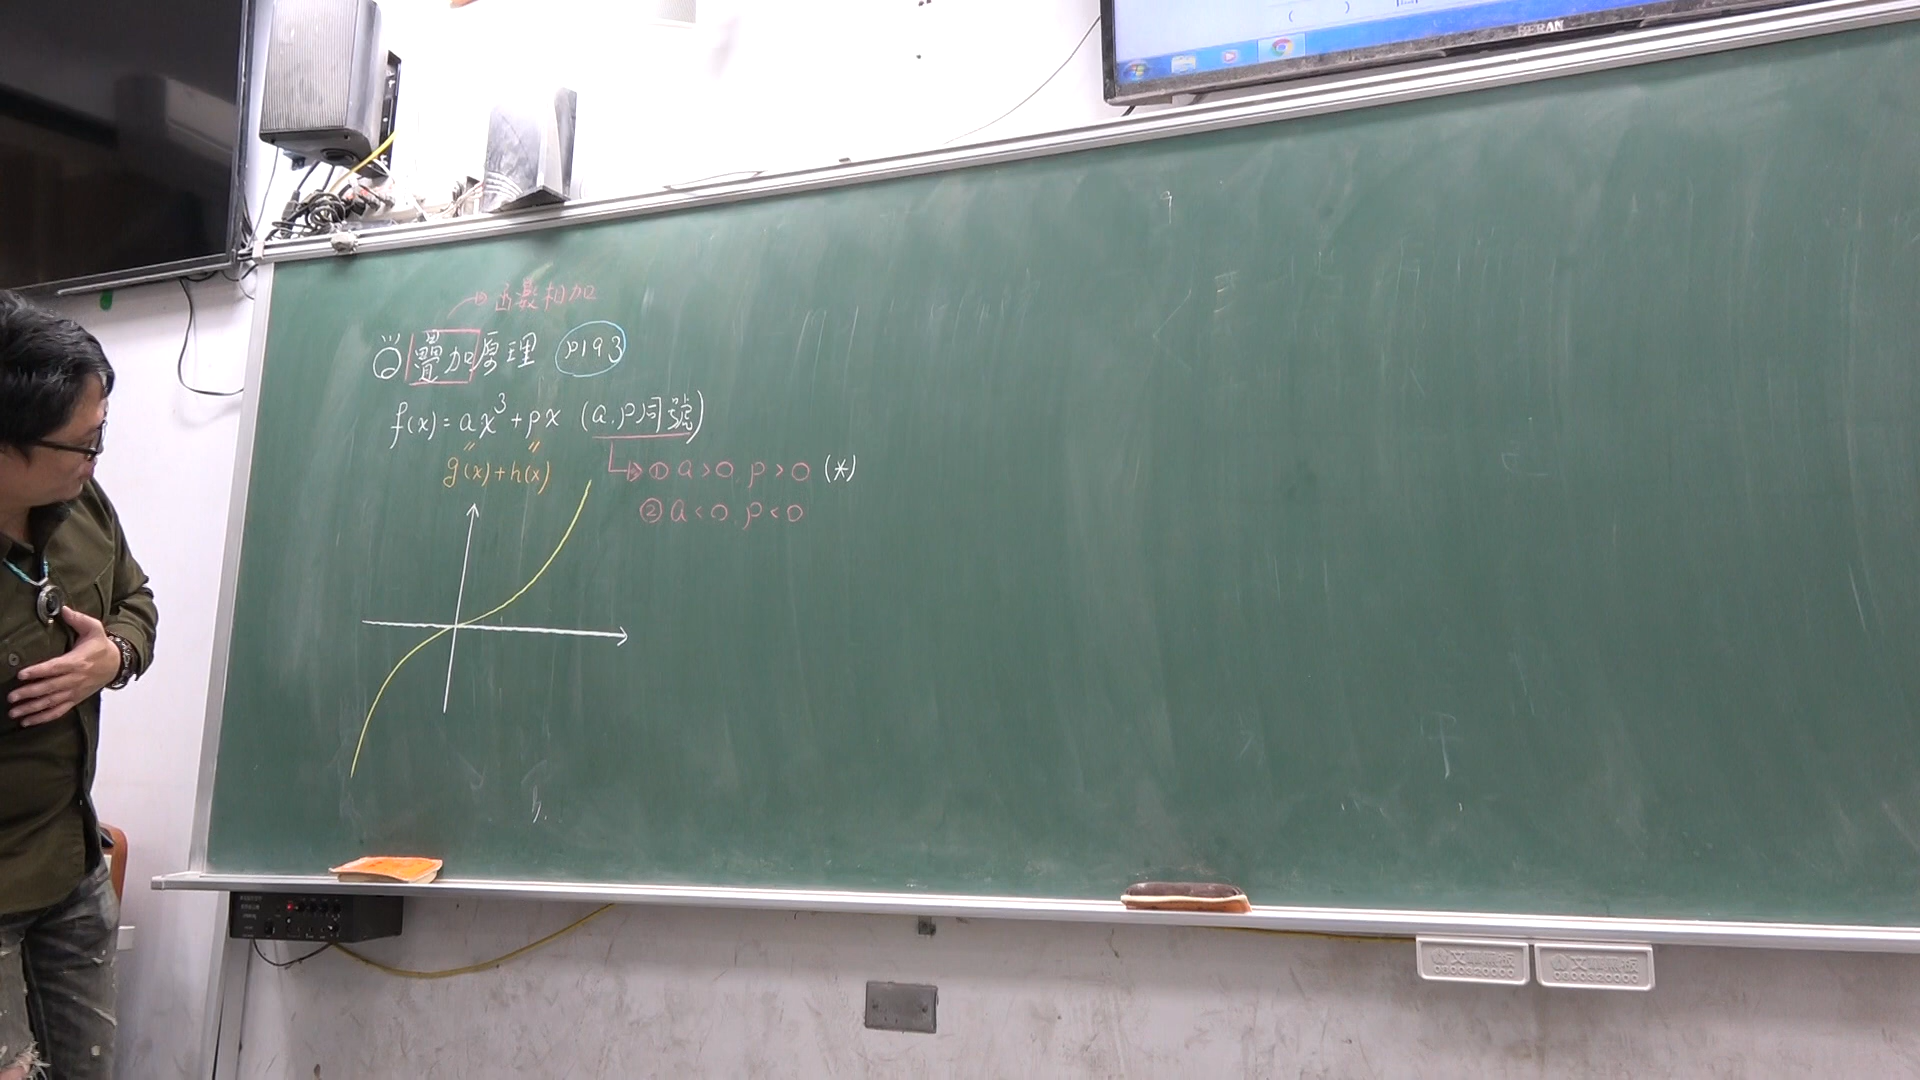 HERAN
函數相加
疊加原理 P193
f(x)=ax³+px (a,p同號)
g(x)+h(x)
① a>0, p>0 (*)
② a<0, p<0